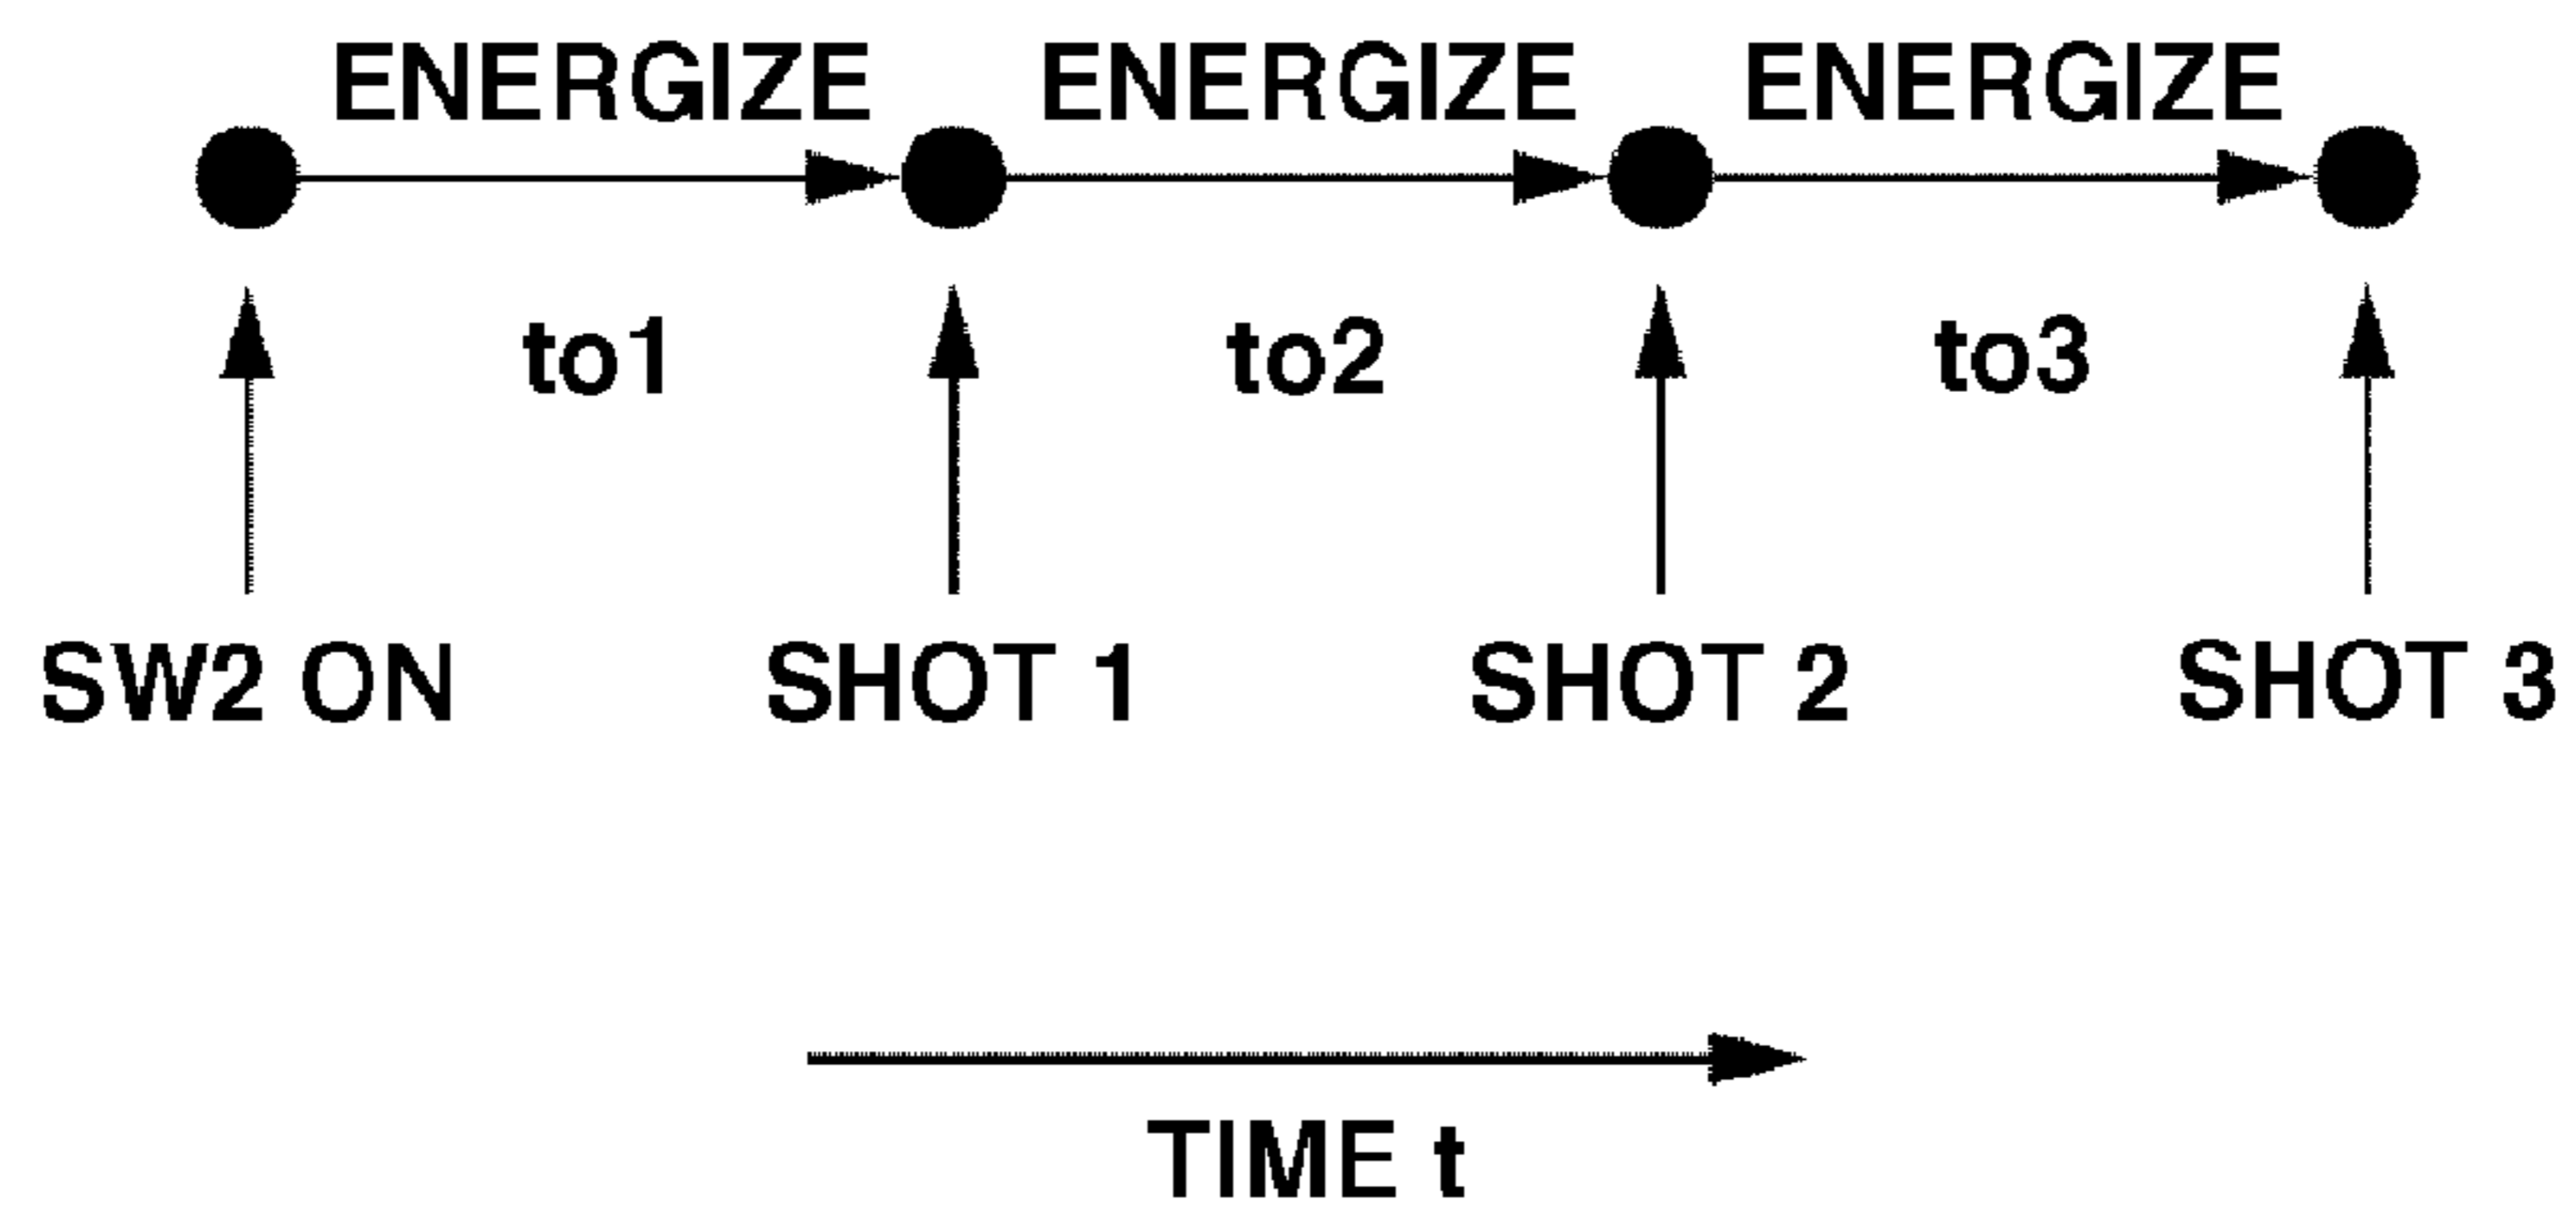 ENERGIZE ENERGIZE ENERGIZE
to1 to2 to3
SW2 ON SHOT 1 SHOT 2 SHOT 3
TIME t